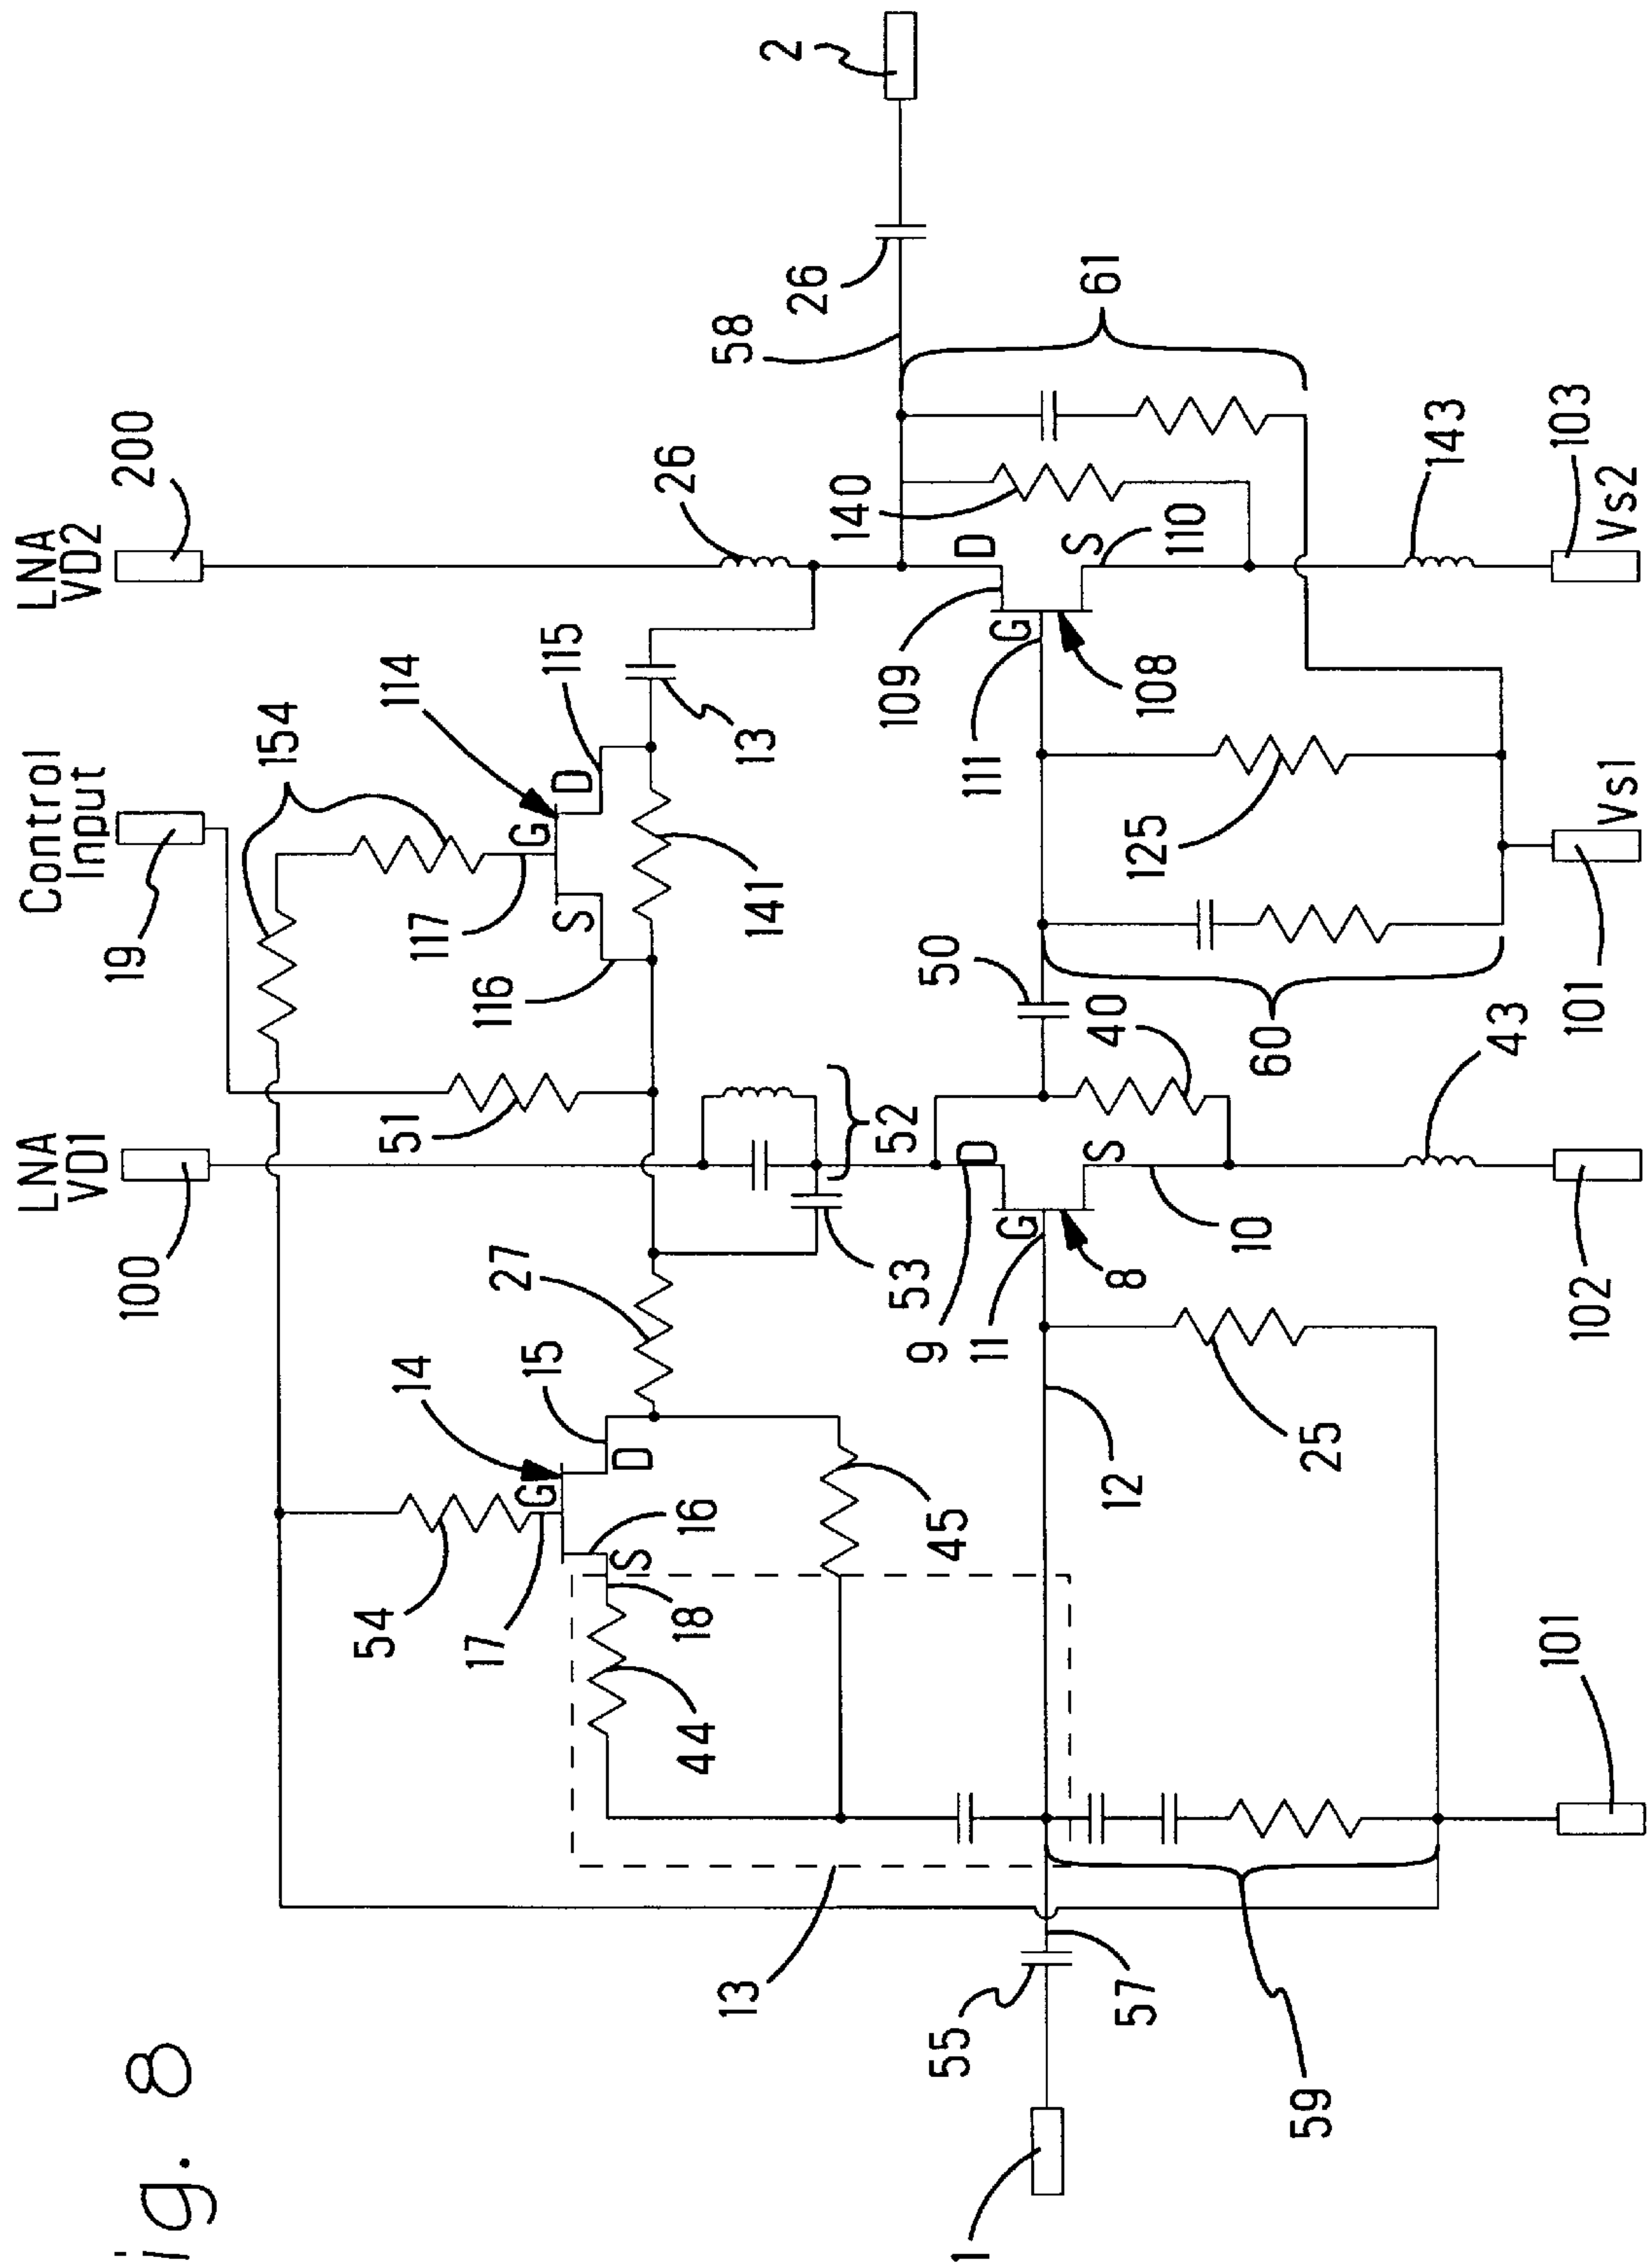 ig. 8
LNA
VD1
100
Control
Input
19
LNA
VD2
200
154
54
17
14
G
15
D
S
16
18
44
45
27
51
117
116
S
G
D
114
115
141
13
26
2
26
58
13
52
53
9
D
G
11
8
S
10
12
25
50
40
60
111
109
D
G
108
S
110
140
61
125
1
55
57
59
101
102
43
101
Vs1
103
Vs2
143